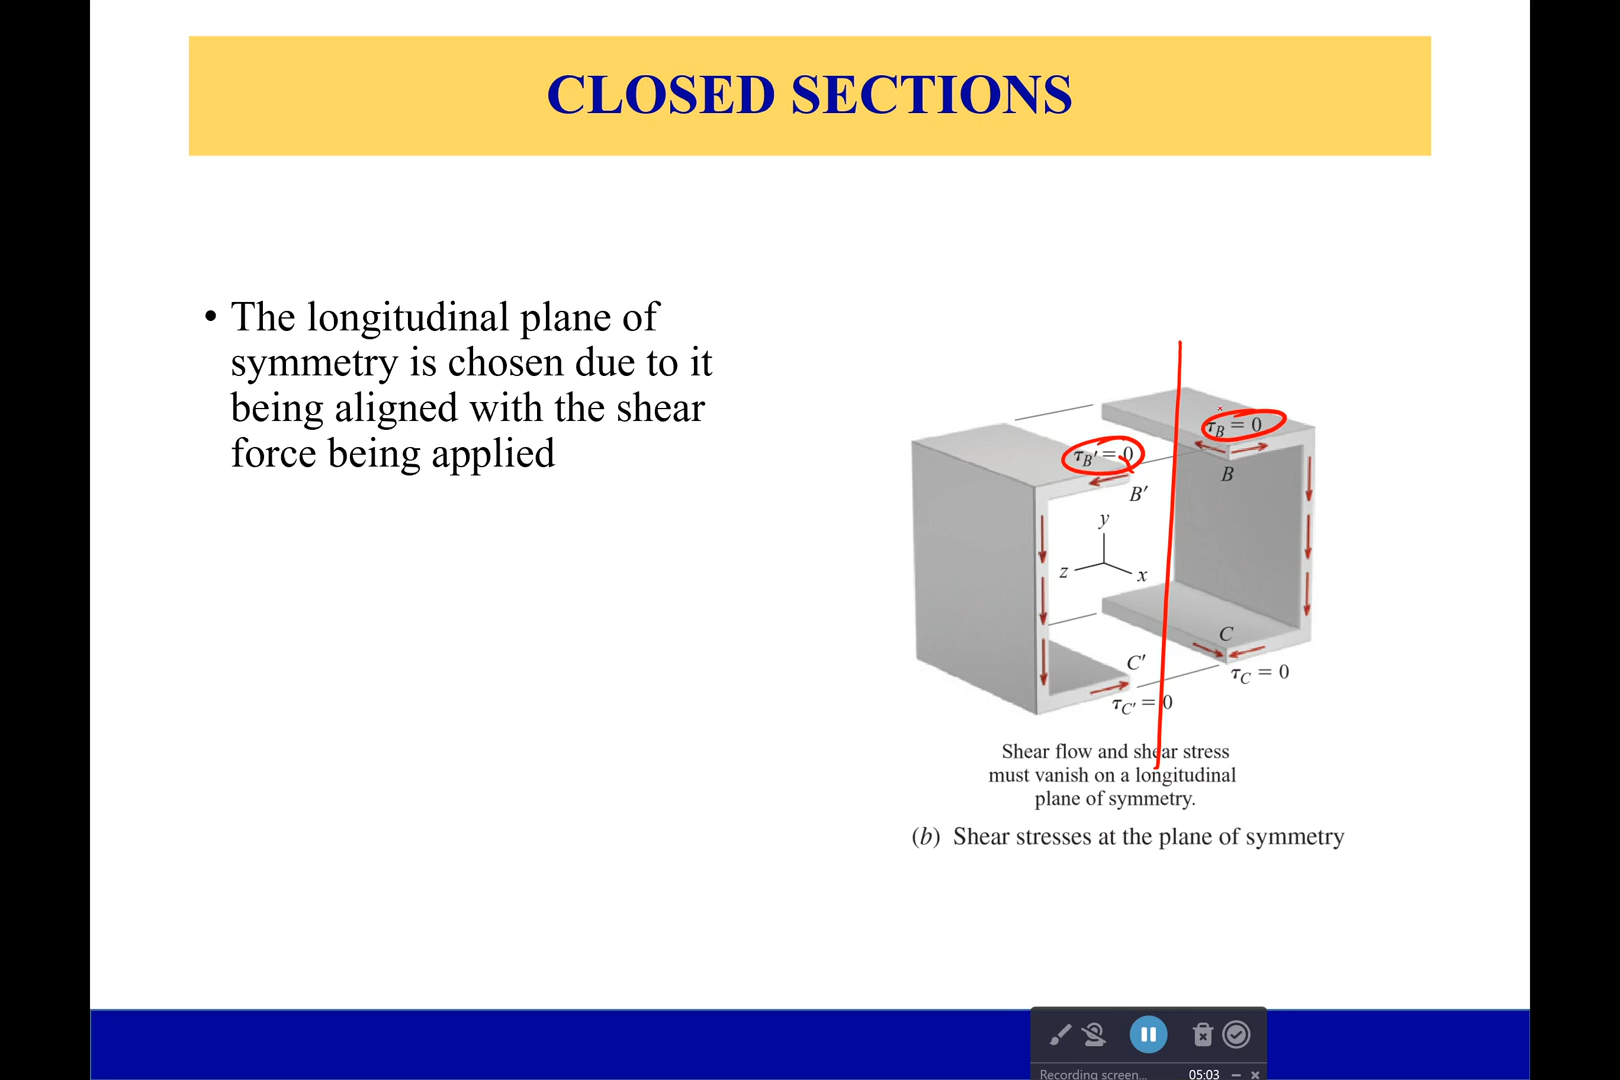 CLOSED SECTIONS
• The longitudinal plane of
symmetry is chosen due to it
being aligned with the shear
force being applied
τB = 0
τB′ = 0
B
B′
y
z
x
C
C′
τC = 0
τC′ = 0
Shear flow and shear stress
must vanish on a longitudinal
plane of symmetry.
(b) Shear stresses at the plane of symmetry
Recording screen... 05:03